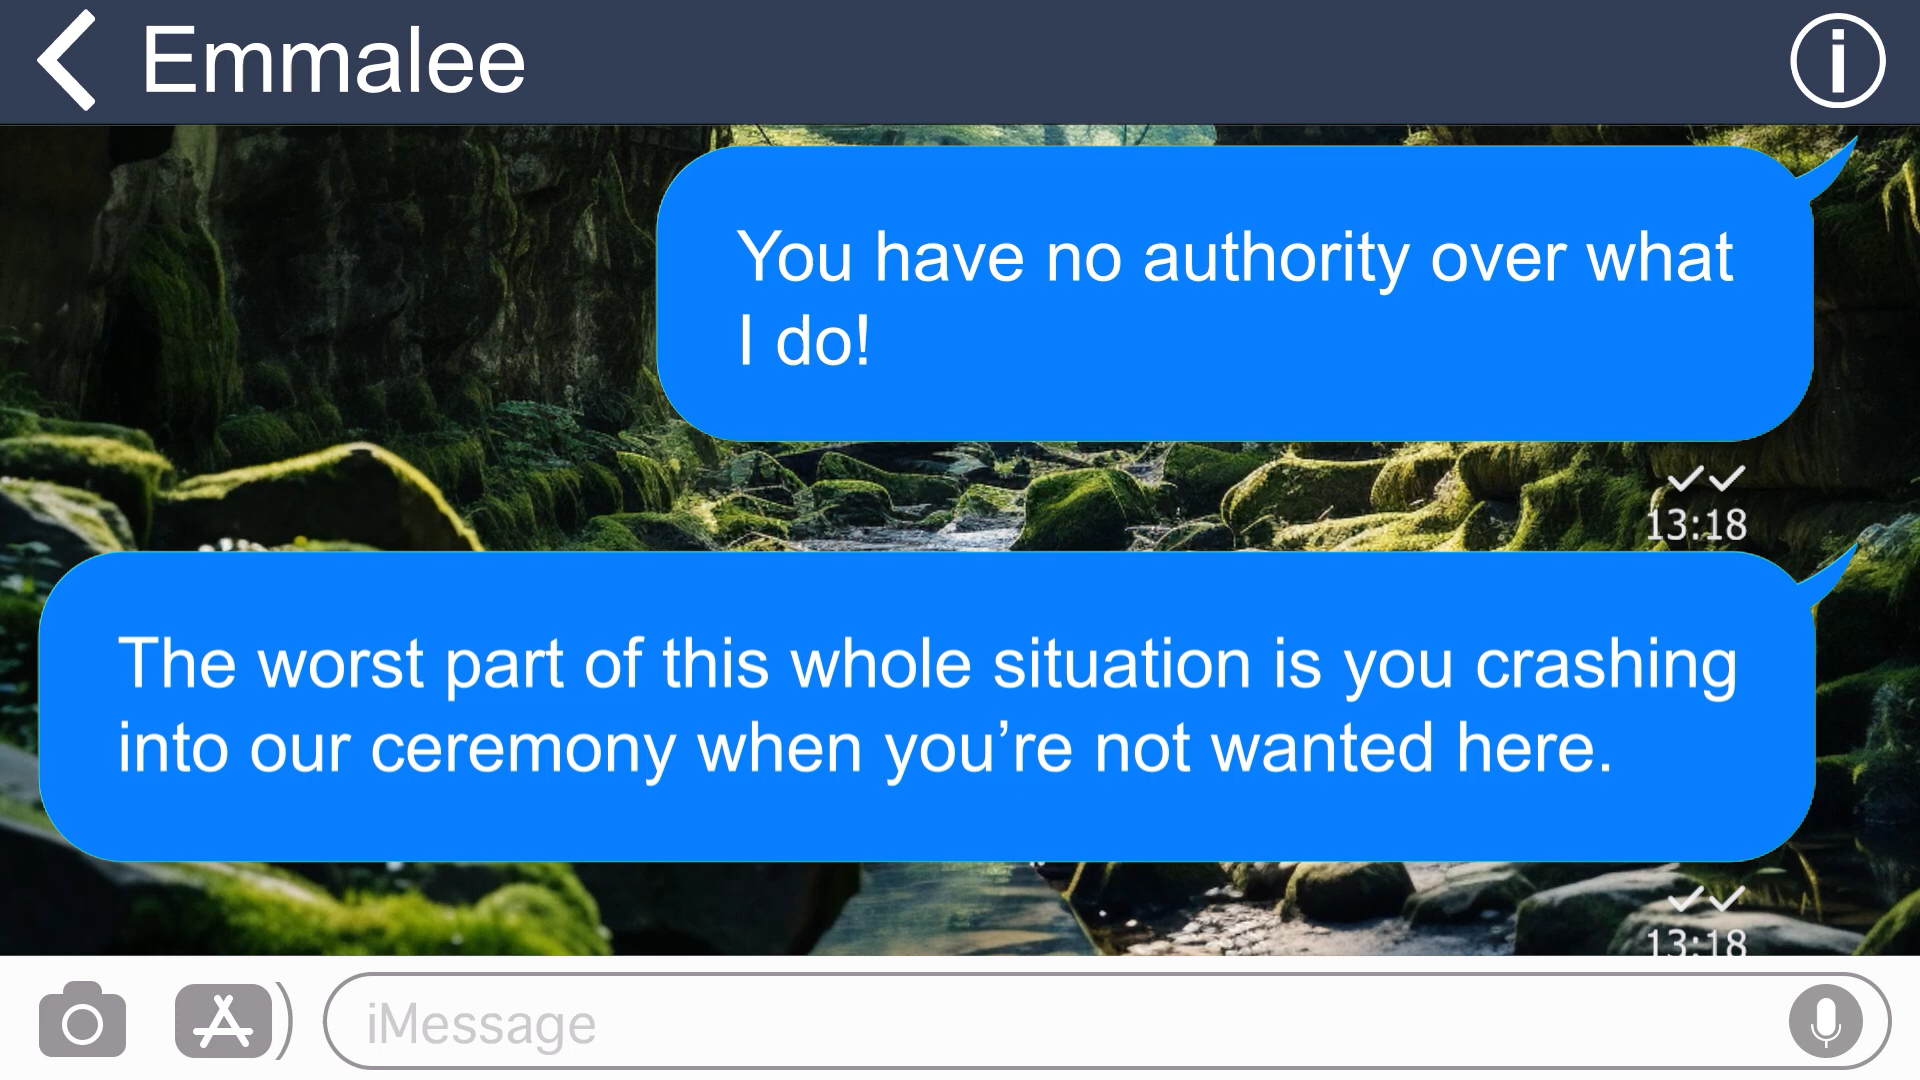 Emmalee
You have no authority over what
I do!
13:18
The worst part of this whole situation is you crashing
into our ceremony when you’re not wanted here.
13:18
iMessage